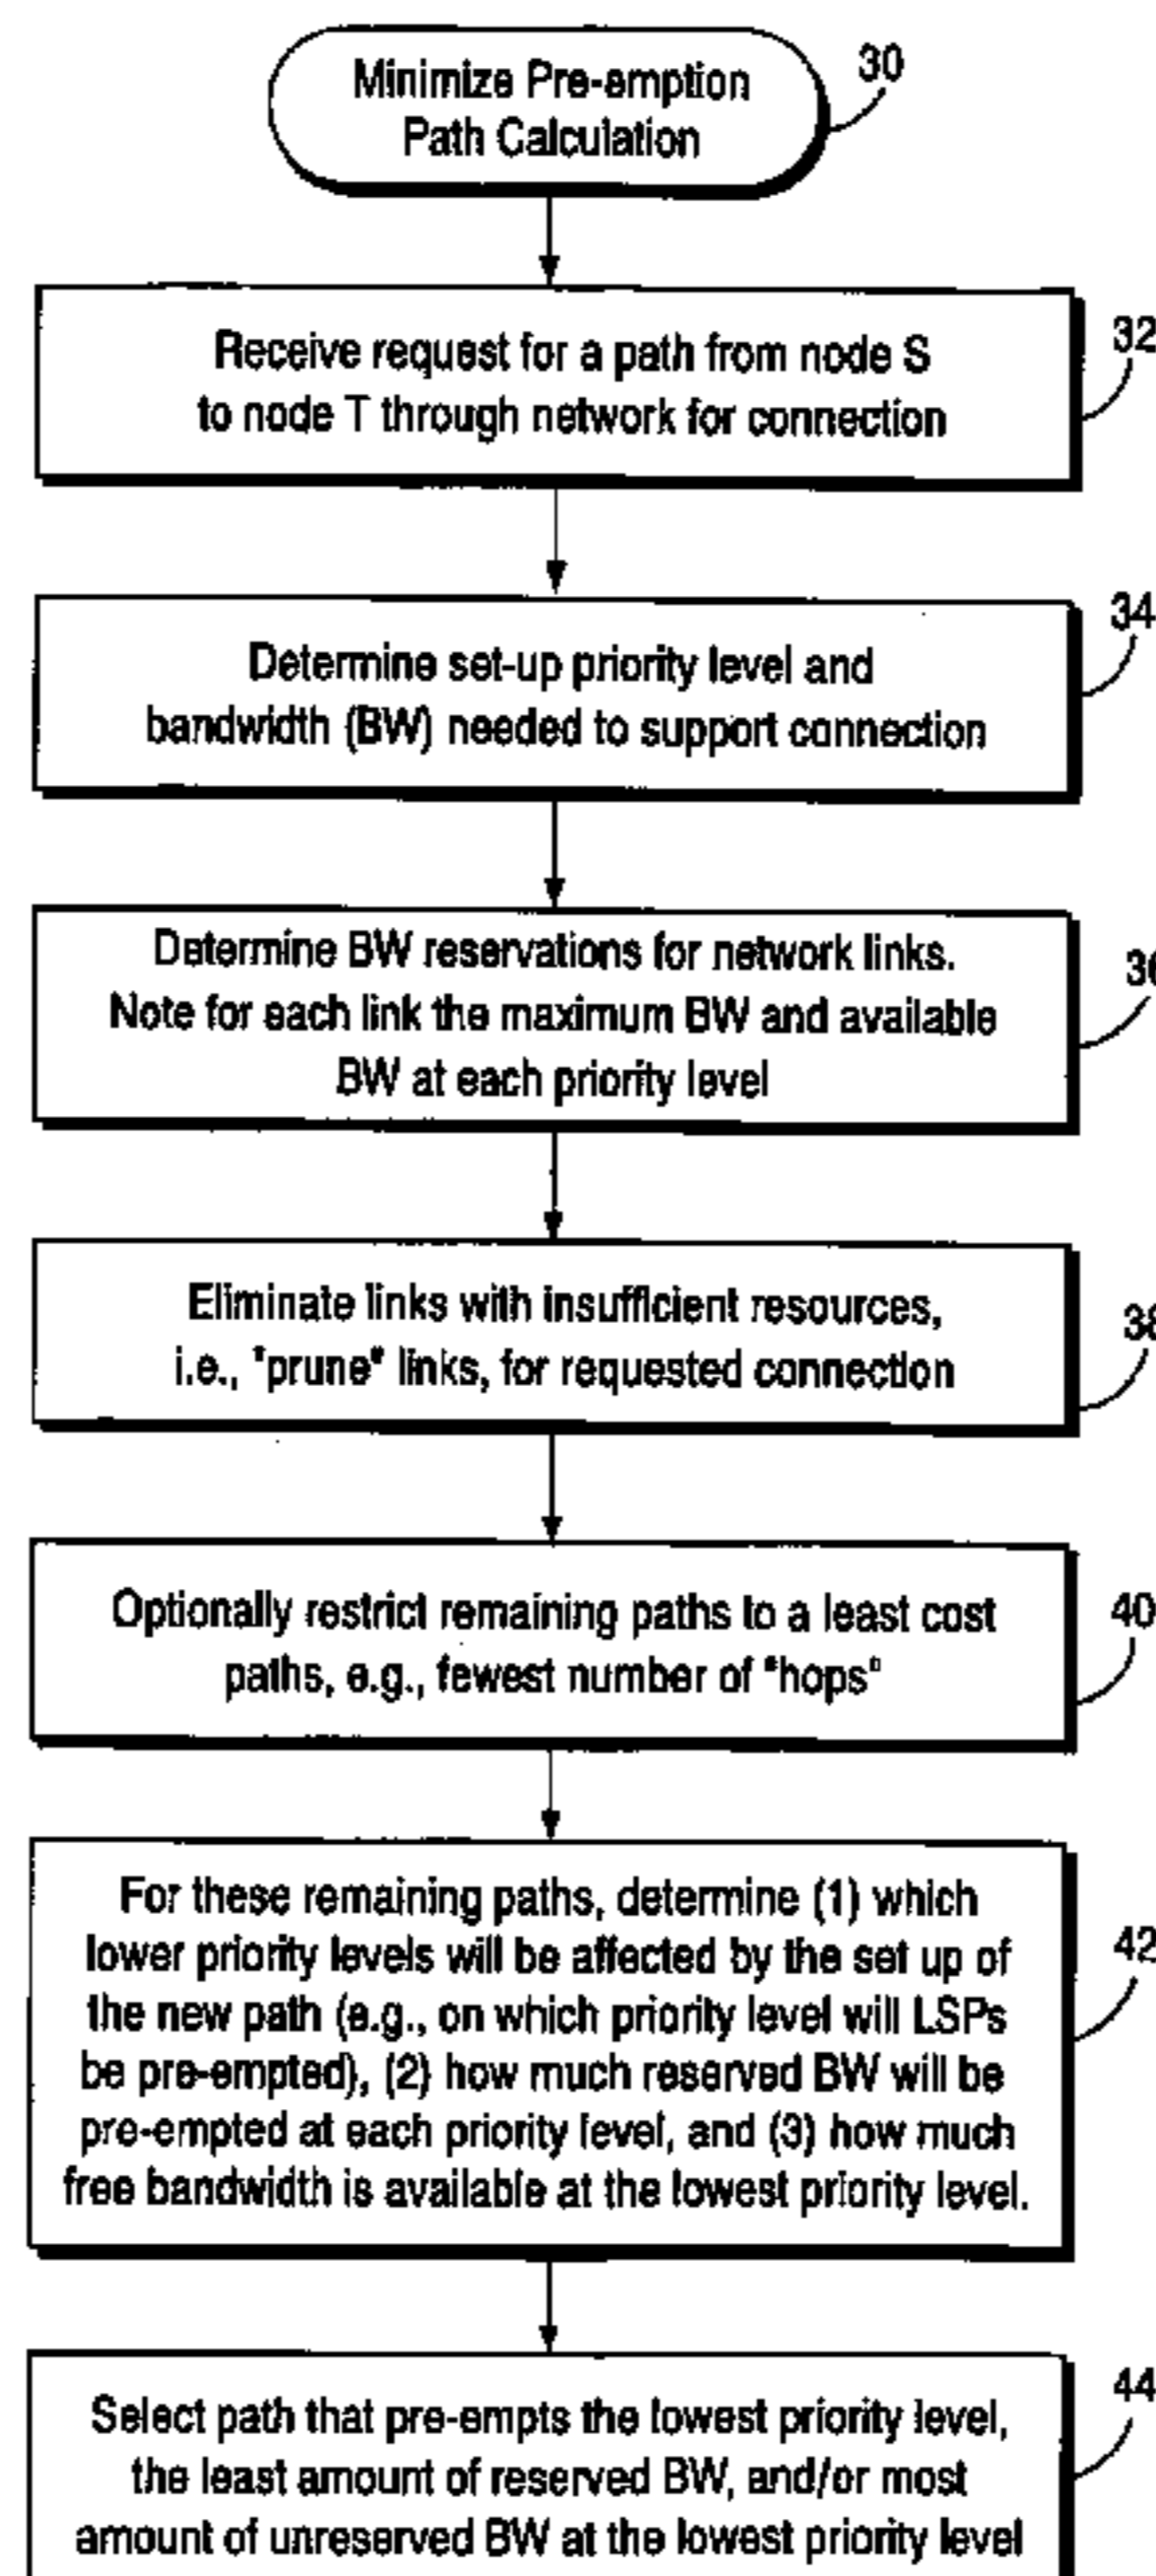 Minimize Pre-emption
Path Calculation
30
Receive request for a path from node S
to node T through network for connection
32
Determine set-up priority level and
bandwidth (BW) needed to support connection
34
Determine BW reservations for network links.
Note for each link the maximum BW and available
BW at each priority level
36
Eliminate links with insufficient resources,
i.e., "prune" links, for requested connection
38
Optionally restrict remaining paths to a least cost
paths, e.g., fewest number of "hops"
40
For these remaining paths, determine (1) which
lower priority levels will be affected by the set up of
the new path (e.g., on which priority level will LSPs
be pre-empted), (2) how much reserved BW will be
pre-empted at each priority level, and (3) how much
free bandwidth is available at the lowest priority level.
42
Select path that pre-empts the lowest priority level,
the least amount of reserved BW, and/or most
amount of unreserved BW at the lowest priority level
44